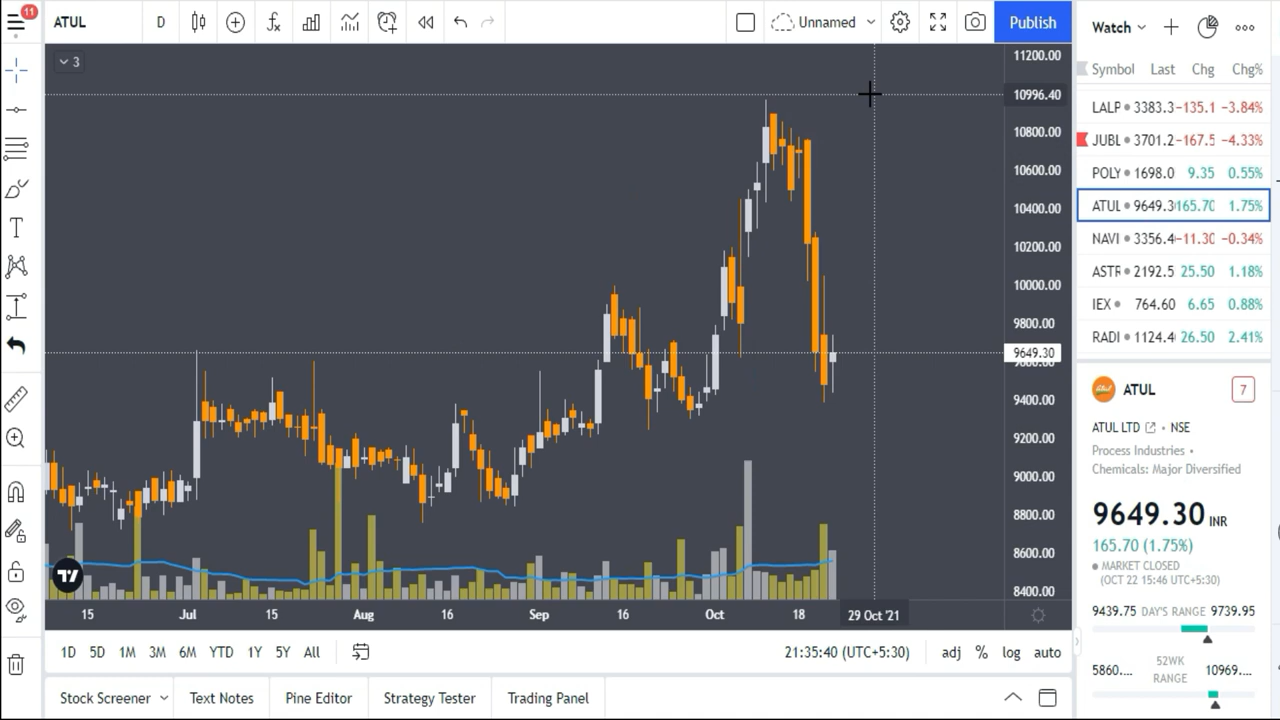 11
ATUL D Unnamed Publish
3
11200.00
10996.40
10800.00
10600.00
10400.00
10200.00
10000.00
9800.00
9649.30
9400.00
9200.00
9000.00
8800.00
8600.00
8400.00
15 Jul 15 Aug 16 Sep 16 Oct 18 29 Oct '21
1D 5D 1M 3M 6M YTD 1Y 5Y All 21:35:40 (UTC+5:30) adj % log auto
Stock Screener Text Notes Pine Editor Strategy Tester Trading Panel
Watch
Symbol Last Chg Chg%
LALP 3383.3 -135.1 -3.84%
JUBL 3701.2 -167.5 -4.33%
POLY 1698.0 9.35 0.55%
ATUL 9649.3 165.70 1.75%
NAVI 3356.4 -11.30 -0.34%
ASTR 2192.5 25.50 1.18%
IEX 764.60 6.65 0.88%
RADI 1124.4 26.50 2.41%
ATUL 7
ATUL LTD • NSE
Process Industries •
Chemicals: Major Diversified
9649.30 INR
165.70 (1.75%)
MARKET CLOSED
(OCT 22 15:46 UTC+5:30)
9439.75 DAY'S RANGE 9739.95
5860.... 52WK RANGE 10969....